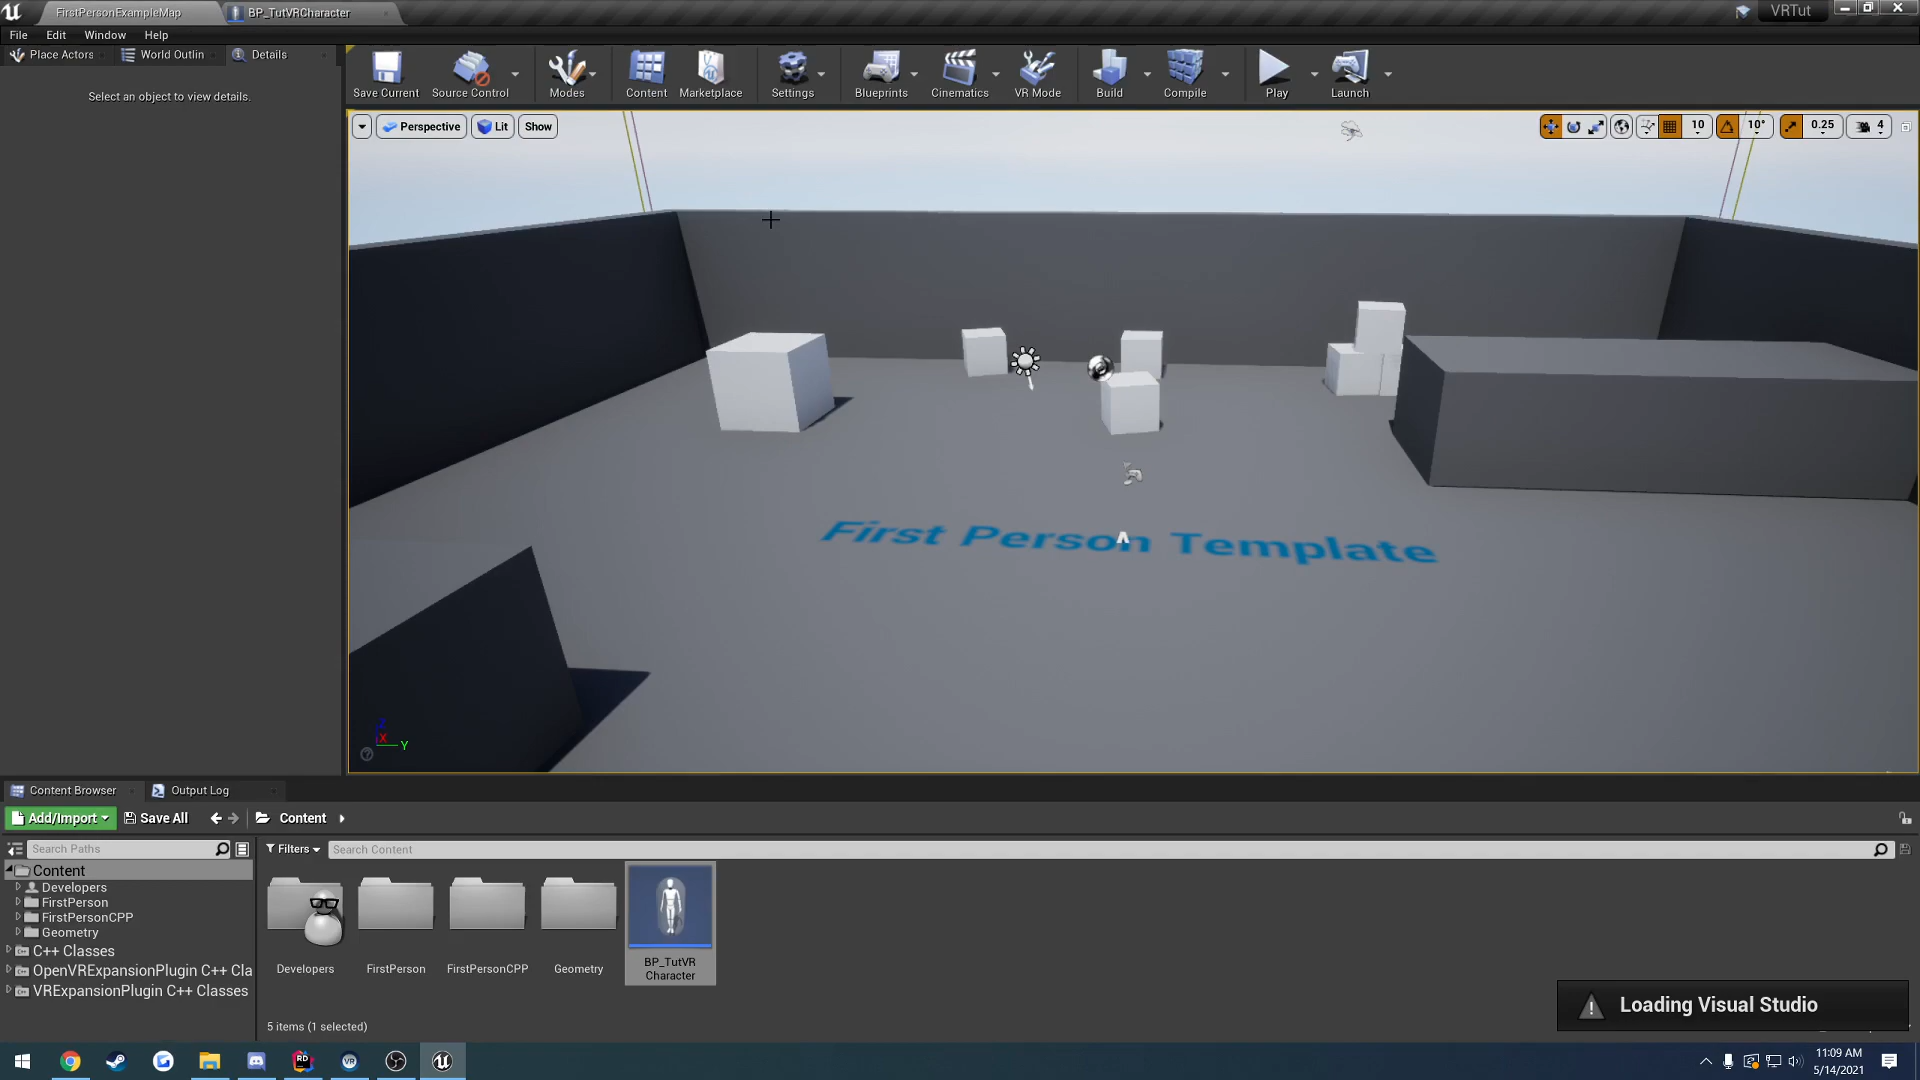 FirstPersonExampleMap
BP_TutVRCharacter
VRTut
File Edit Window Help
Place Actors World Outlin Details
Select an object to view details.
Save Current Source Control Modes Content Marketplace Settings Blueprints Cinematics VR Mode Build Compile Play Launch
Perspective Lit Show
10 10° 0.25 4
First Person Template
Z
X
Y
Content Browser Output Log
Add/Import Save All Content
Search Paths
Filters Search Content
Content
Developers
FirstPerson
FirstPersonCPP
Geometry
C++ Classes
OpenVRExpansionPlugin C++ Cla
VRExpansionPlugin C++ Classes
Developers FirstPerson FirstPersonCPP Geometry BP_TutVR
Character
5 items (1 selected)
Loading Visual Studio
11:09 AM
5/14/2021